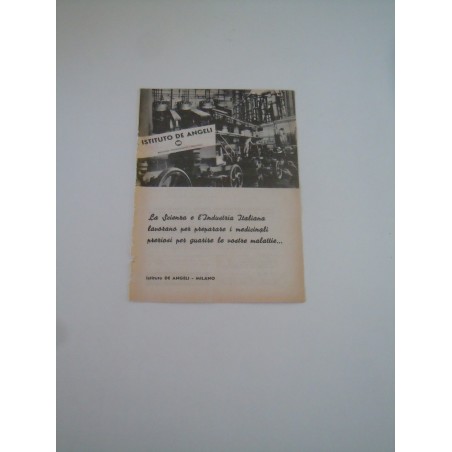 ISTITUTO DE ANGELI
La Scienza e l'Industria Italiana
lavorano per preparare i medicinali
preziosi per guarire le vostre malattie...
Istituto DE ANGELI - MILANO